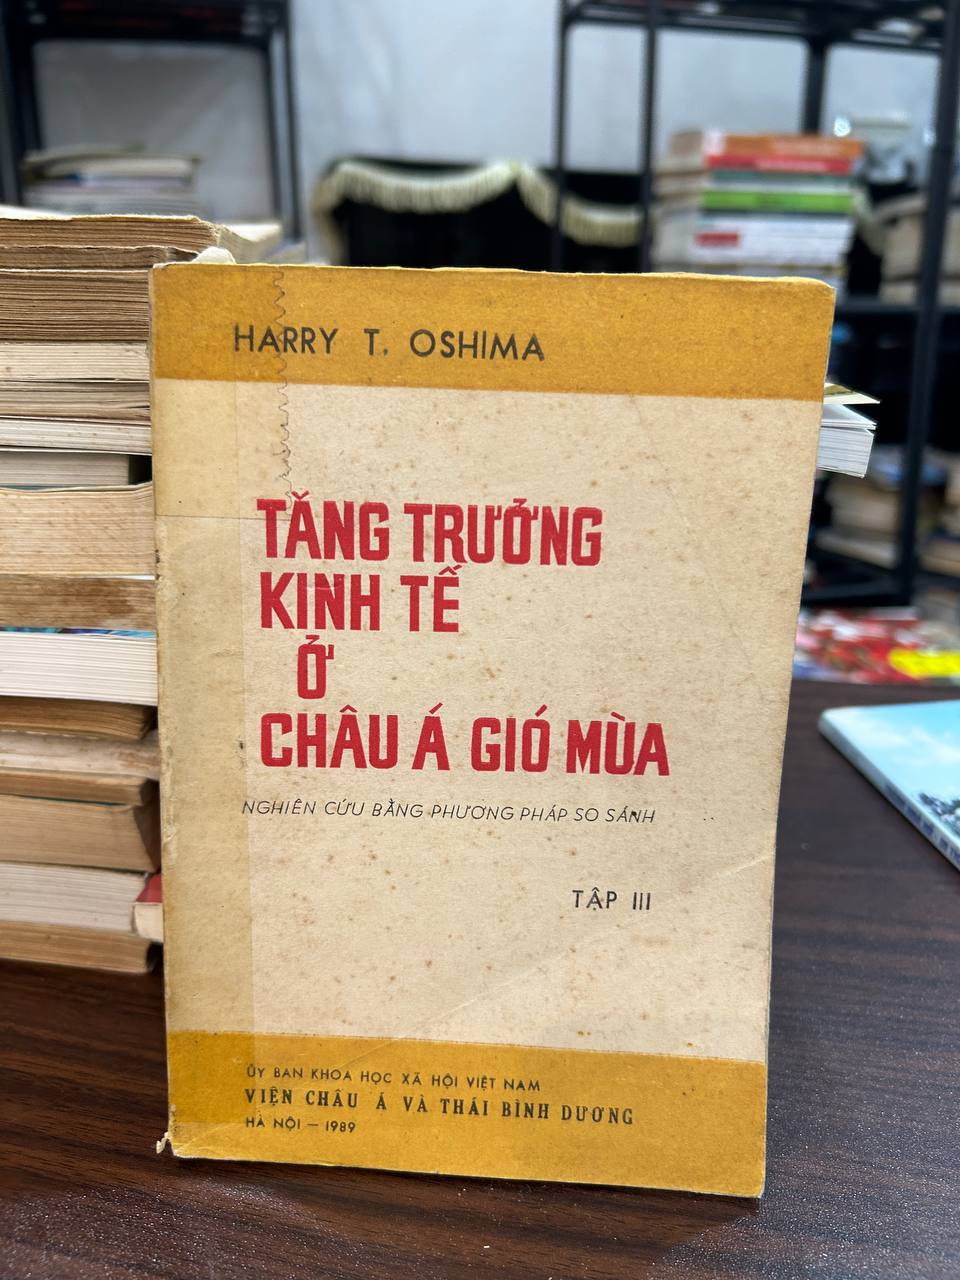 HARRY T. OSHIMA
TĂNG TRƯỞNG
KINH TẾ
Ở
CHÂU Á GIÓ MÙA
NGHIÊN CỨU BẰNG PHƯƠNG PHÁP SO SÁNH
TẬP III
ỦY BAN KHOA HỌC XÃ HỘI VIỆT NAM
VIỆN CHÂU Á VÀ THÁI BÌNH DƯƠNG
HÀ NỘI — 1989